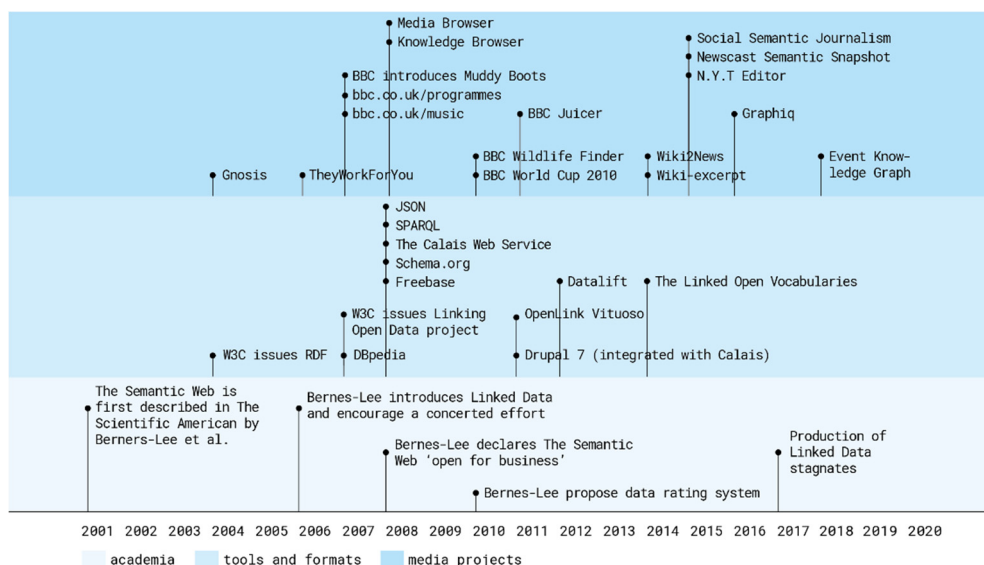 Media Browser
Knowledge Browser
Social Semantic Journalism
Newscast Semantic Snapshot
N.Y.T Editor
BBC introduces Muddy Boots
bbc.co.uk/programmes
bbc.co.uk/music
BBC Juicer
Graphiq
BBC Wildlife Finder
BBC World Cup 2010
Wiki2News
Wiki-excerpt
Event Know-
ledge Graph
Gnosis
TheyWorkForYou
JSON
SPARQL
The Calais Web Service
Schema.org
Freebase
Datalift
The Linked Open Vocabularies
W3C issues Linking
Open Data project
OpenLink Vituoso
W3C issues RDF
DBpedia
Drupal 7 (integrated with Calais)
The Semantic Web is
first described in The
Scientific American by
Berners-Lee et al.
Bernes-Lee introduces Linked Data
and encourage a concerted effort
Bernes-Lee declares The Semantic
Web ‘open for business’
Production of
Linked Data
stagnates
Bernes-Lee propose data rating system
2001 2002 2003 2004 2005 2006 2007 2008 2009 2010 2011 2012 2013 2014 2015 2016 2017 2018 2019 2020
academia tools and formats media projects